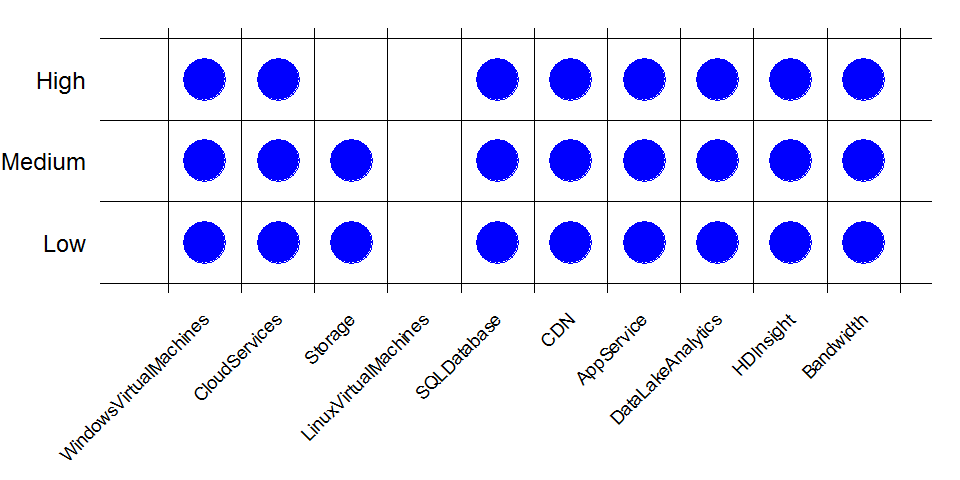 High
Medium
Low
WindowsVirtualMachines
CloudServices
Storage
LinuxVirtualMachines
SQLDatabase
CDN
AppService
DataLakeAnalytics
HDInsight
Bandwidth